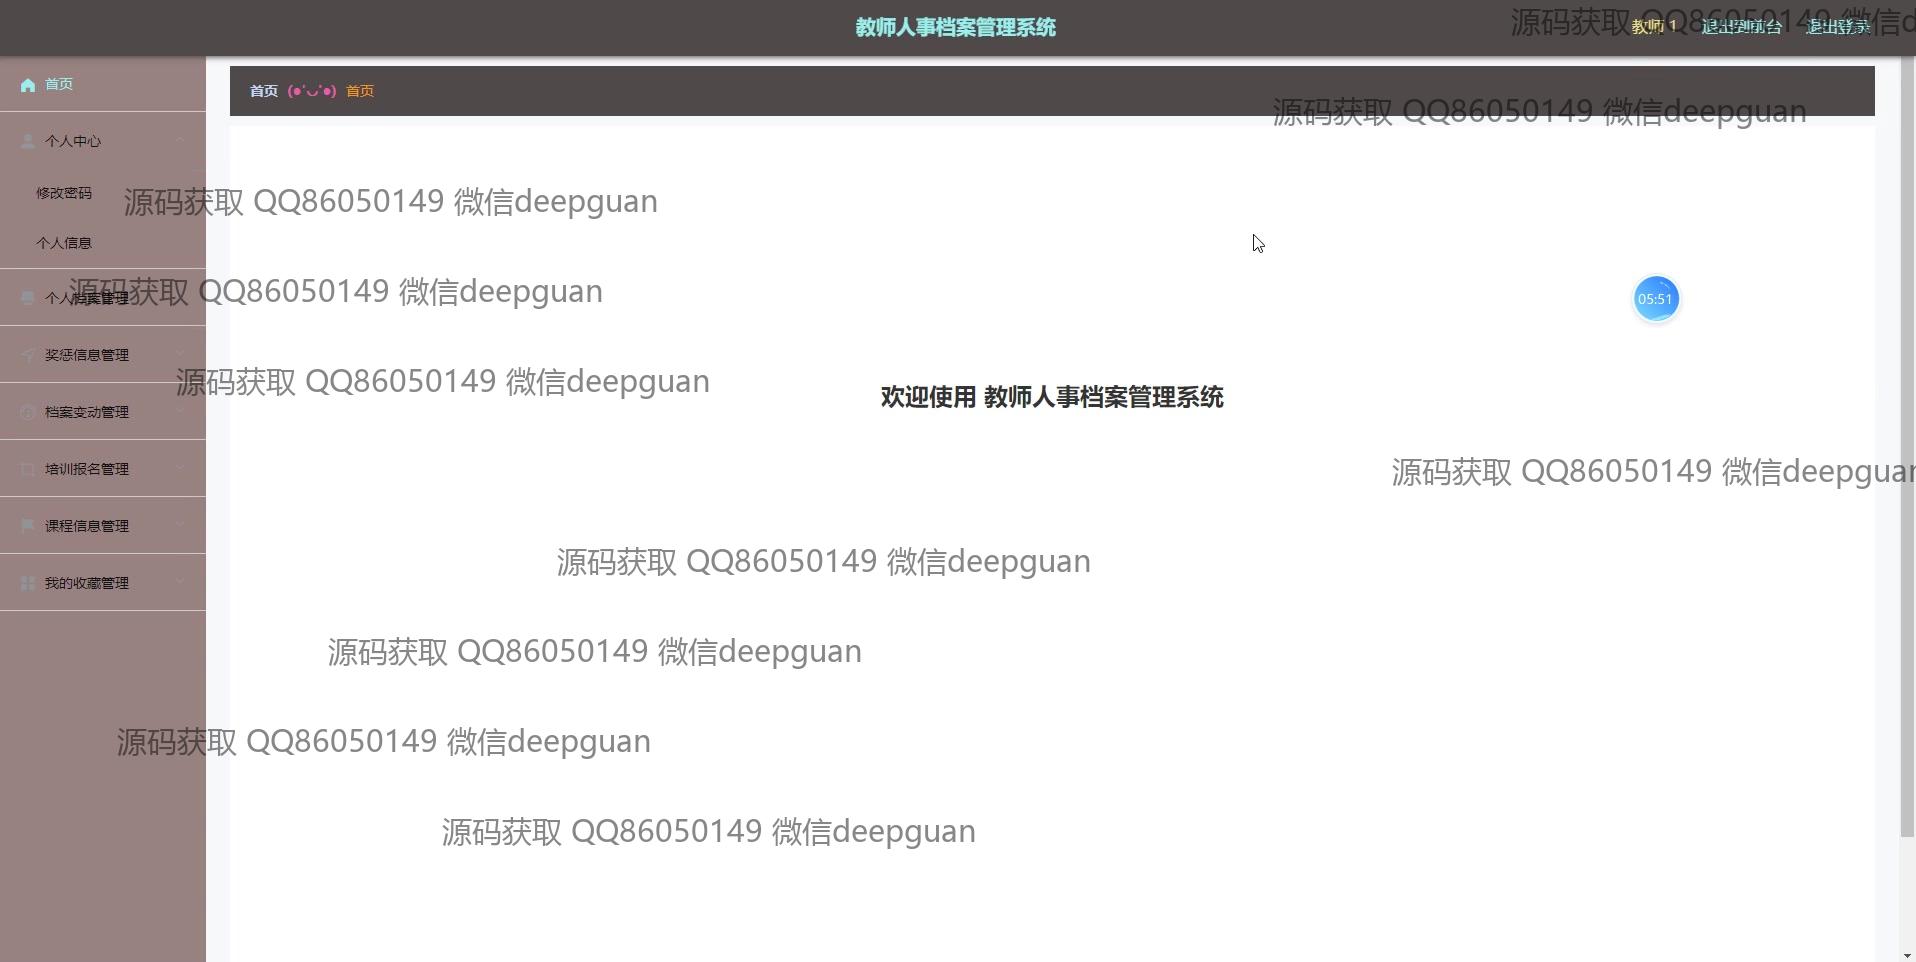 教师人事档案管理系统
教师 1 退出到前台 退出登录
源码获取 QQ86050149 微信d
首页
首页 (●'◡'●) 首页
源码获取 QQ86050149 微信deepguan
个人中心
修改密码
源码获取 QQ86050149 微信deepguan
个人信息
个人档案管理
源码获取 QQ86050149 微信deepguan
05:51
奖惩信息管理
源码获取 QQ86050149 微信deepguan
欢迎使用 教师人事档案管理系统
档案变动管理
培训报名管理
源码获取 QQ86050149 微信deepguan
课程信息管理
源码获取 QQ86050149 微信deepguan
我的收藏管理
源码获取 QQ86050149 微信deepguan
源码获取 QQ86050149 微信deepguan
源码获取 QQ86050149 微信deepguan